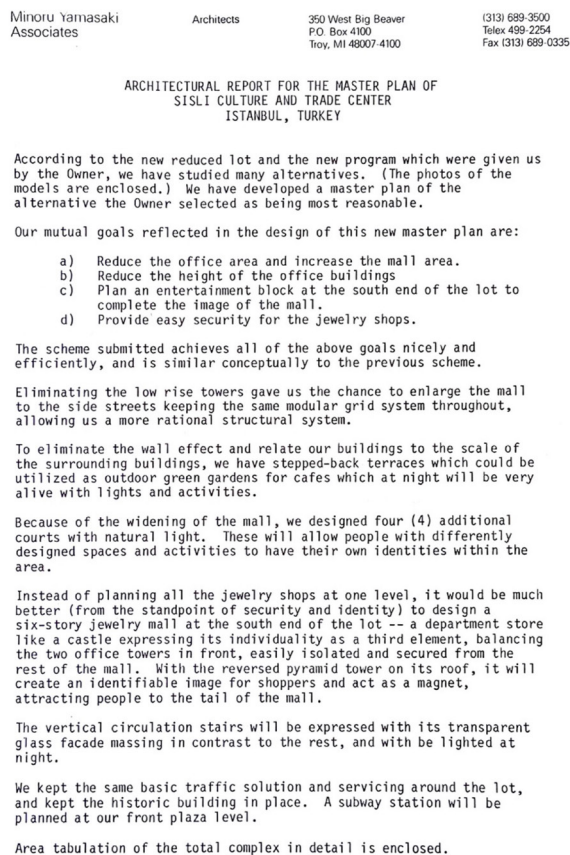 Minoru Yamasaki
Associates
Architects
350 West Big Beaver
P.O. Box 4100
Troy, MI 48007-4100
(313) 689-3500
Telex 499-2254
Fax (313) 689-0335
ARCHITECTURAL REPORT FOR THE MASTER PLAN OF
SISLI CULTURE AND TRADE CENTER
ISTANBUL, TURKEY
According to the new reduced lot and the new program which were given us
by the Owner, we have studied many alternatives. (The photos of the
models are enclosed.) We have developed a master plan of the
alternative the Owner selected as being most reasonable.
Our mutual goals reflected in the design of this new master plan are:
a) Reduce the office area and increase the mall area.
b) Reduce the height of the office buildings
c) Plan an entertainment block at the south end of the lot to
complete the image of the mall.
d) Provide easy security for the jewelry shops.
The scheme submitted achieves all of the above goals nicely and
efficiently, and is similar conceptually to the previous scheme.
Eliminating the low rise towers gave us the chance to enlarge the mall
to the side streets keeping the same modular grid system throughout,
allowing us a more rational structural system.
To eliminate the wall effect and relate our buildings to the scale of
the surrounding buildings, we have stepped-back terraces which could be
utilized as outdoor green gardens for cafes which at night will be very
alive with lights and activities.
Because of the widening of the mall, we designed four (4) additional
courts with natural light. These will allow people with differently
designed spaces and activities to have their own identities within the
area.
Instead of planning all the jewelry shops at one level, it would be much
better (from the standpoint of security and identity) to design a
six-story jewelry mall at the south end of the lot -- a department store
like a castle expressing its individuality as a third element, balancing
the two office towers in front, easily isolated and secured from the
rest of the mall. With the reversed pyramid tower on its roof, it will
create an identifiable image for shoppers and act as a magnet,
attracting people to the tail of the mall.
The vertical circulation stairs will be expressed with its transparent
glass facade massing in contrast to the rest, and with be lighted at
night.
We kept the same basic traffic solution and servicing around the lot,
and kept the historic building in place. A subway station will be
planned at our front plaza level.
Area tabulation of the total complex in detail is enclosed.